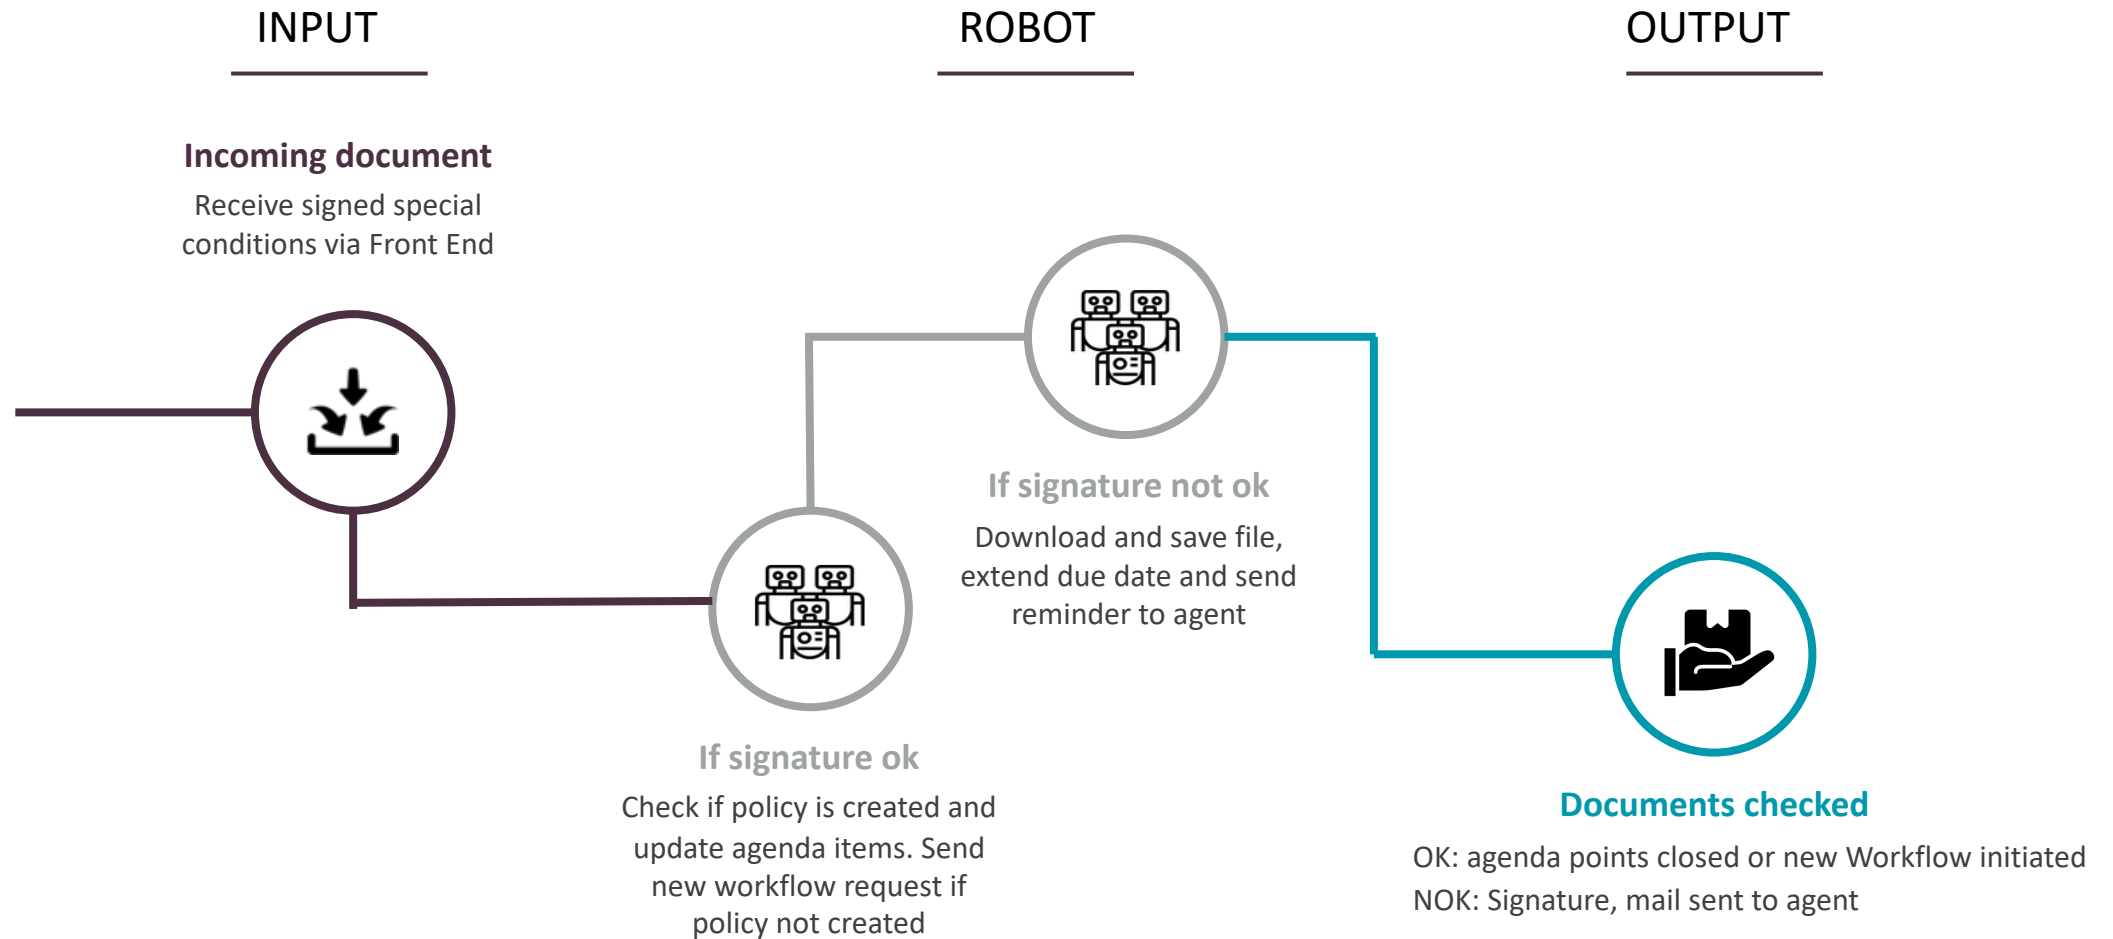 INPUT
ROBOT
OUTPUT
Incoming document
Receive signed special
conditions via Front End
If signature ok
Check if policy is created and
update agenda items. Send
new workflow request if
policy not created
If signature not ok
Download and save file,
extend due date and send
reminder to agent
Documents checked
OK: agenda points closed or new Workflow initiated
NOK: Signature, mail sent to agent